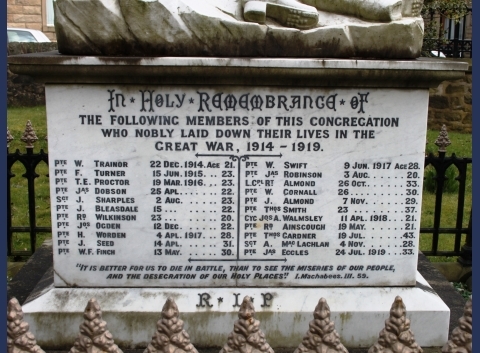 In Holy Remembrance of
THE FOLLOWING MEMBERS OF THIS CONGREGATION
WHO NOBLY LAID DOWN THEIR LIVES IN THE
GREAT WAR, 1914 - 1919.
PTE W. TRAINOR 22 DEC. 1914. AGE 21.
PTE F. TURNER 15 JUN. 1915... 23.
PTE T.E. PROCTOR 19 MAR. 1916... 23.
PTE JAS DOBSON 25 APL. ... 22.
SGT J. SHARPLES 2 AUG. ... 23.
PTE J. BLEASDALE 15 ... 22.
PTE RO WILKINSON 23 ... 20.
PTE JAS OGDEN 12 DEC. ... 22.
PTE H. WORDEN 4 APL. 1917... 28.
PTE J. SEED 14 APL. ... 31.
PTE W.F. FINCH 13 MAY. ... 30.
PTE W. SWIFT 9 JUN. 1917 AGE 28.
PTE JAS ROBINSON 3 AUG. ... 20.
L.CPL RT ALMOND 26 OCT. ... 33.
PTE W. CORNALL 26 ... 30.
PTE J. ALMOND 7 NOV. ... 29.
PTE THOS SMITH 23 ... 37.
CYC JOS A. WALMSLEY 11 APL. 1918... 21.
PTE RO AINSCOUGH 19 MAY. ... 21.
PTE THOS GARDNER 19 JUL. ... 43.
SGT A. MACLACHLAN 4 NOV. ... 28.
PTE JAS ECCLES 24 JUL. 1919... 33.
"IT IS BETTER FOR US TO DIE IN BATTLE, THAN TO SEE THE MISERIES OF OUR PEOPLE,
AND THE DESECRATION OF OUR HOLY PLACES." I. Machabees. III. 59.
R.I.P